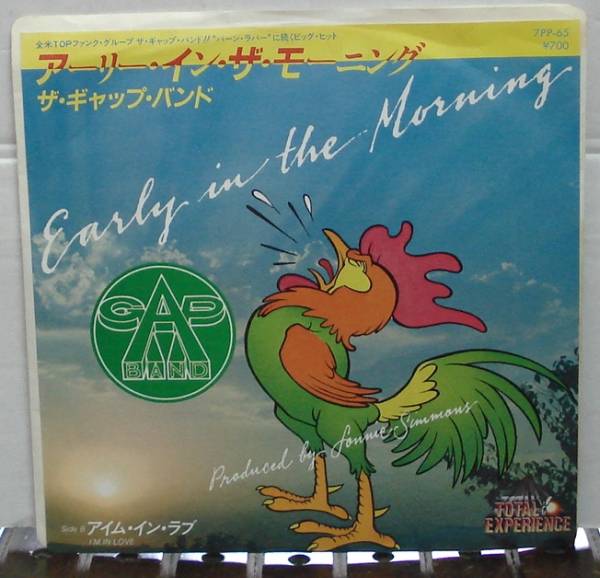 全米TOPファンク・グループ ザ・ギャップ・バンド!! "バーン・ラバー" に続くビッグ・ヒット
7PP-65
¥700
アーリー・イン・ザ・モーニング
ザ・ギャップ・バンド
Early in the Morning
GAP
BAND
Produced by Lonnie Simmons
Side B アイム・イン・ラブ
I'M IN LOVE
TOTAL
EXPERIENCE